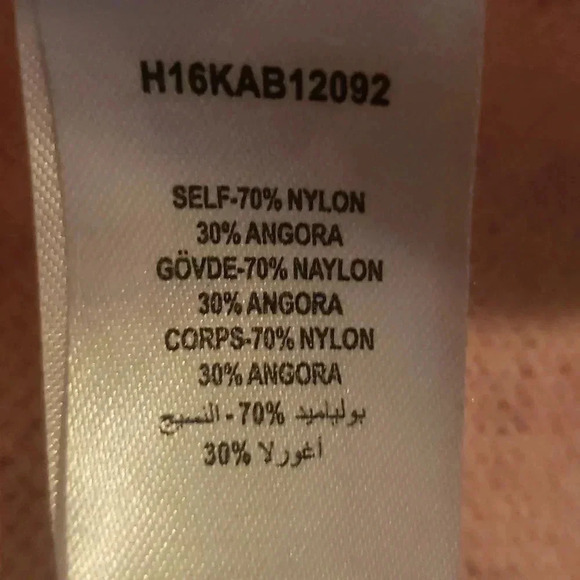 H16KAB12092
SELF-70% NYLON
30% ANGORA
GÖVDE-70% NAYLON
30% ANGORA
CORPS-70% NYLON
30% ANGORA
بولياميد %70 - النسيج
أغورلا %30